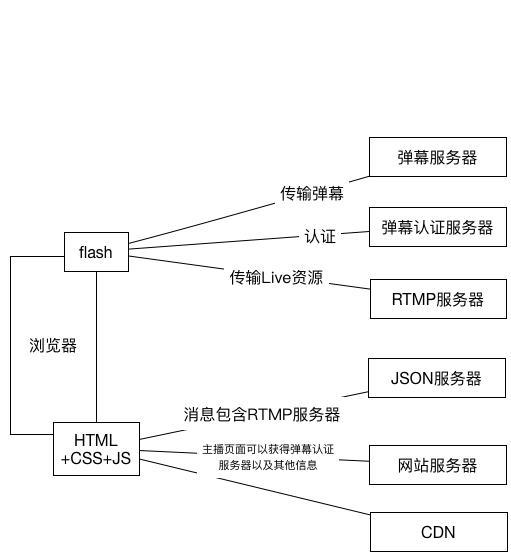 弹幕服务器
传输弹幕
弹幕认证服务器
认证
flash
传输Live资源
RTMP服务器
浏览器
JSON服务器
消息包含RTMP服务器
HTML
+CSS+JS
主播页面可以获得弹幕认证
服务器以及其他信息
网站服务器
CDN